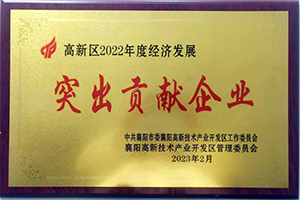 高新区2022年度经济发展
突出贡献企业
中共襄阳市委襄阳高新技术产业开发区工作委员会
襄阳高新技术产业开发区管理委员会
2023年2月